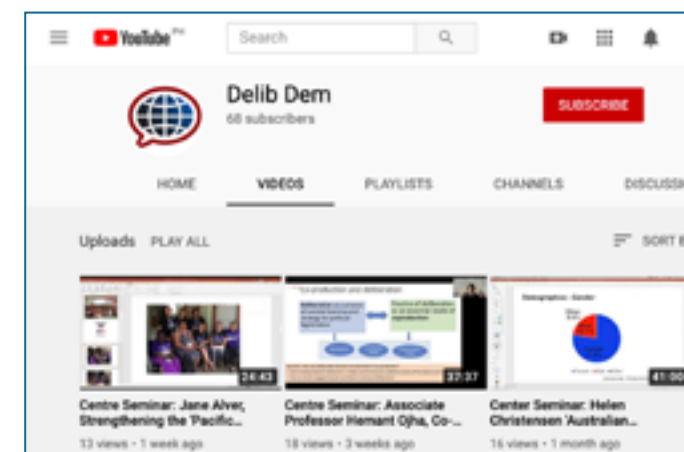 YouTube PH
Search
Delib Dem
68 subscribers
SUBSCRIBE
HOME VIDEOS PLAYLISTS CHANNELS DISCUSSI
Uploads PLAY ALL SORT B
Co-production and deliberation
Demographics - Gender
24:43 37:37 41:00
Centre Seminar: Jane Alver, Strengthening the 'Pacific...
13 views • 1 week ago
Centre Seminar: Associate Professor Hemant Ojha, Co-...
18 views • 3 weeks ago
Center Seminar: Helen Christensen 'Australian...
16 views • 1 month ago